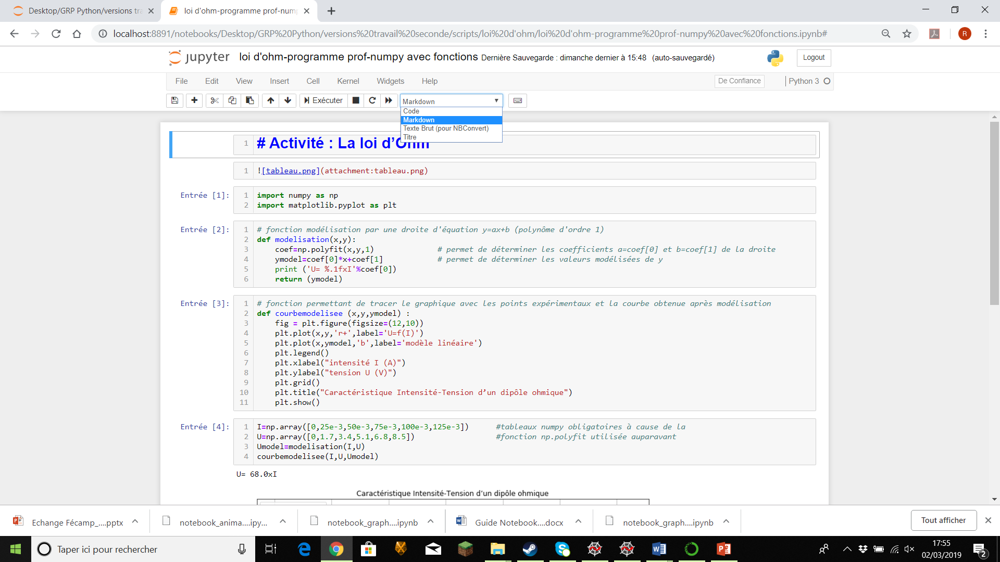 Desktop/GRP Python/versions tra
loi d'ohm-programme prof-nump
localhost:8891/notebooks/Desktop/GRP%20Python/versions%20travail%20seconde/scripts/loi%20d'ohm/loi%20d'ohm-programme%20prof-numpy%20avec%20fonctions.ipynb#
R
jupyter loi d'ohm-programme prof-numpy avec fonctions Dernière Sauvegarde : dimanche dernier à 15:48 (auto-sauvegardé)
Logout
File Edit View Insert Cell Kernel Widgets Help
De Confiance
Python 3
Exécuter
Markdown
Code
Markdown
Texte Brut (pour NBConvert)
Titre
1 # Activité : La loi d’Ohm
1 ![tableau.png](attachment:tableau.png)
Entrée [1]:
1 import numpy as np
2 import matplotlib.pyplot as plt
Entrée [2]:
1 # fonction modélisation par une droite d'équation y=ax+b (polynôme d'ordre 1)
2 def modelisation(x,y):
3 coef=np.polyfit(x,y,1) # permet de déterminer les coefficients a=coef[0] et b=coef[1] de la droite
4 ymodel=coef[0]*x+coef[1] # permet de déterminer les valeurs modélisées de y
5 print ('U= %.1fxI'%coef[0])
6 return (ymodel)
Entrée [3]:
1 # fonction permettant de tracer le graphique avec les points expérimentaux et la courbe obtenue après modélisation
2 def courbemodelisee (x,y,ymodel) :
3 fig = plt.figure(figsize=(12,10))
4 plt.plot(x,y,'r+',label='U=f(I)')
5 plt.plot(x,ymodel,'b',label='modèle linéaire')
6 plt.legend()
7 plt.xlabel("intensité I (A)")
8 plt.ylabel("tension U (V)")
9 plt.grid()
10 plt.title("Caractéristique Intensité-Tension d’un dipôle ohmique")
11 plt.show()
Entrée [4]:
1 I=np.array([0,25e-3,50e-3,75e-3,100e-3,125e-3]) #tableaux numpy obligatoires à cause de la
2 U=np.array([0,1.7,3.4,5.1,6.8,8.5]) #fonction np.polyfit utilisée auparavant
3 Umodel=modelisation(I,U)
4 courbemodelisee(I,U,Umodel)
U= 68.0xI
Caractéristique Intensité-Tension d’un dipôle ohmique
Echange Fécamp_....pptx
notebook_anima....ipy...
notebook_graph....ipynb
Guide Notebook....docx
notebook_graph....ipynb
Tout afficher
Taper ici pour rechercher
17:55
02/03/2019
2